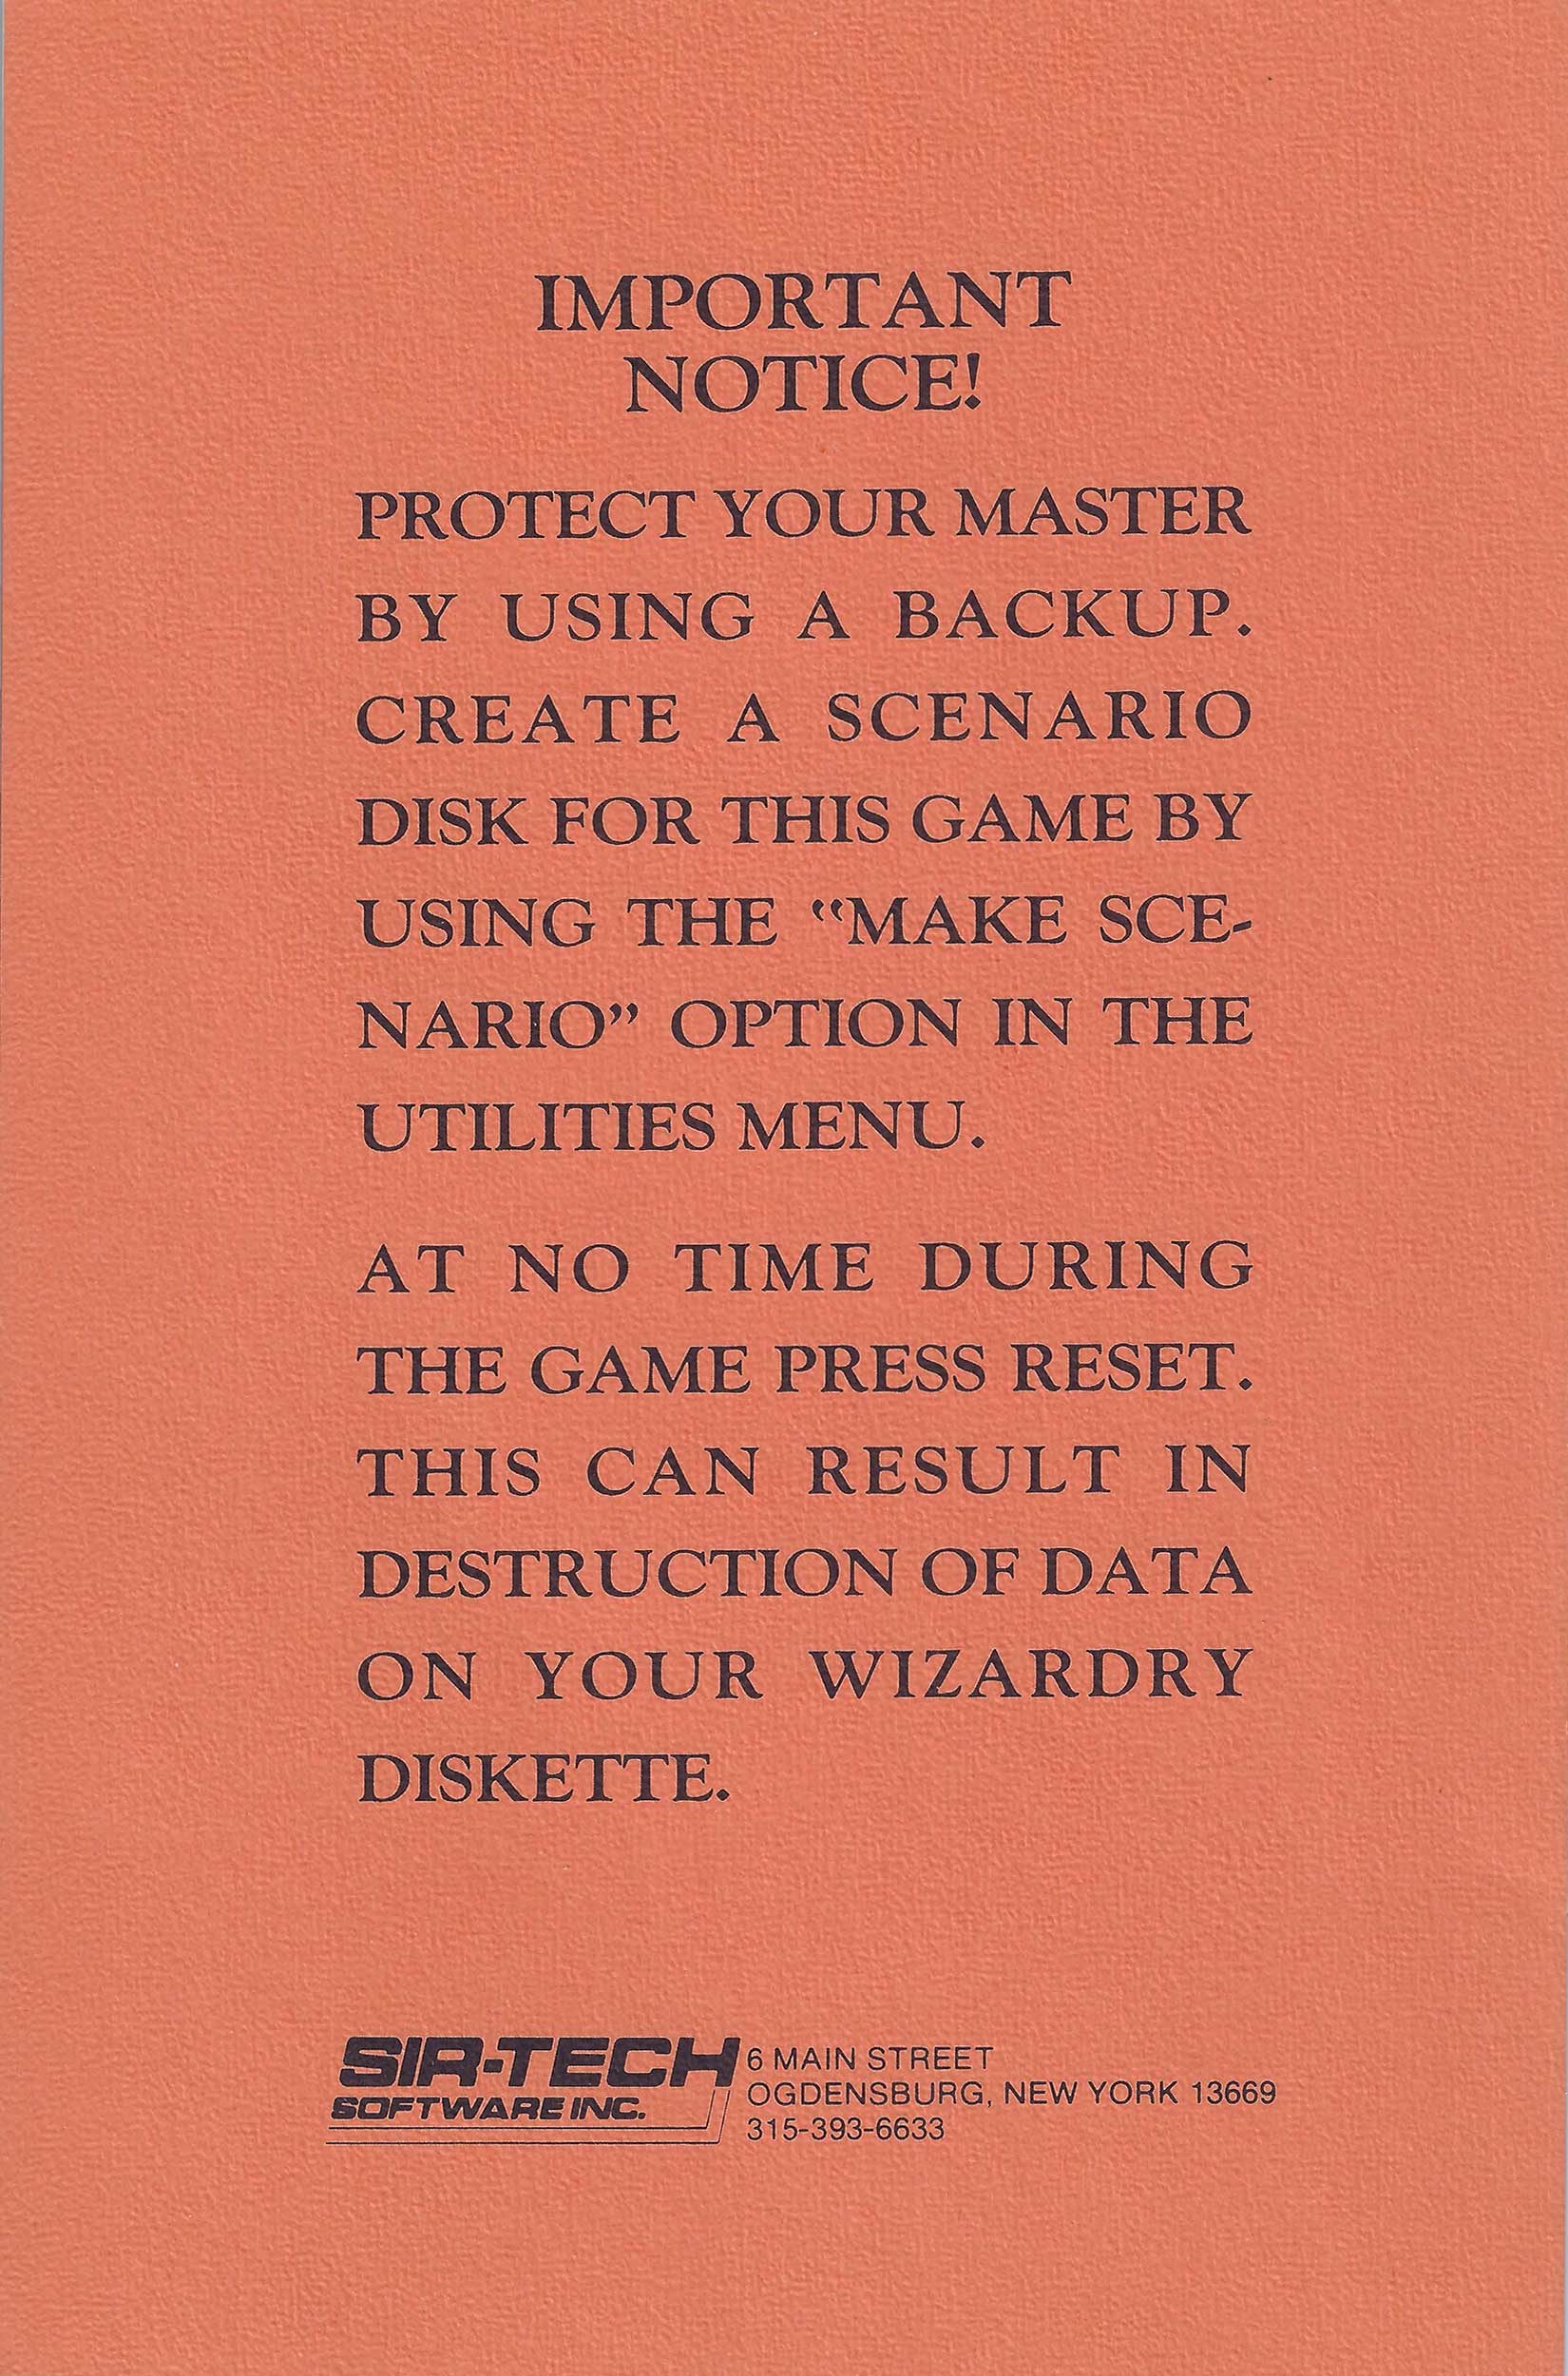 IMPORTANT
NOTICE!
PROTECT YOUR MASTER
BY USING A BACKUP.
CREATE A SCENARIO
DISK FOR THIS GAME BY
USING THE “MAKE SCE-
NARIO” OPTION IN THE
UTILITIES MENU.
AT NO TIME DURING
THE GAME PRESS RESET.
THIS CAN RESULT IN
DESTRUCTION OF DATA
ON YOUR WIZARDRY
DISKETTE.
SIR-TECH
SOFTWARE INC.
6 MAIN STREET
OGDENSBURG, NEW YORK 13669
315-393-6633